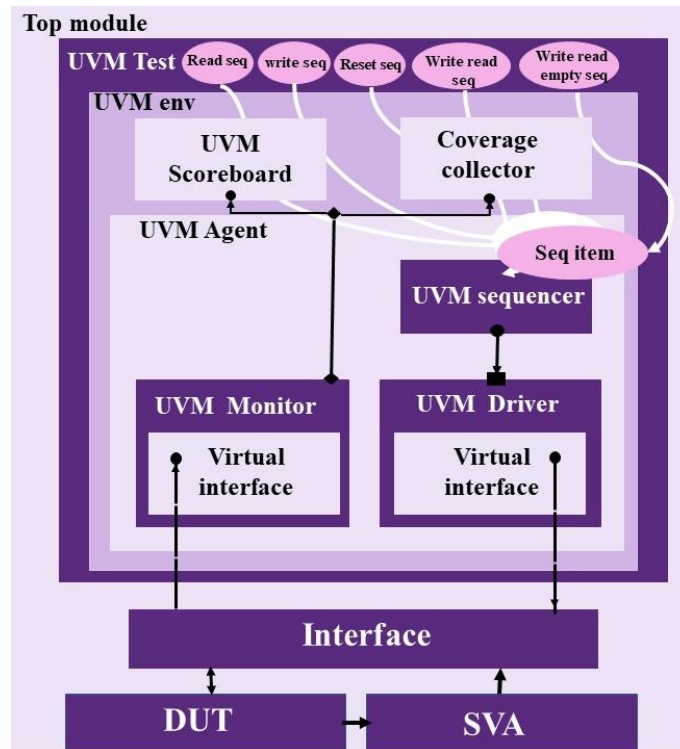 Top module
UVM Test
Read seq
write seq
Reset seq
Write read
seq
Write read
empty seq
UVM env
UVM
Scoreboard
Coverage
collector
UVM Agent
Seq item
UVM sequencer
UVM Monitor
UVM Driver
Virtual
interface
Virtual
interface
Interface
DUT
SVA